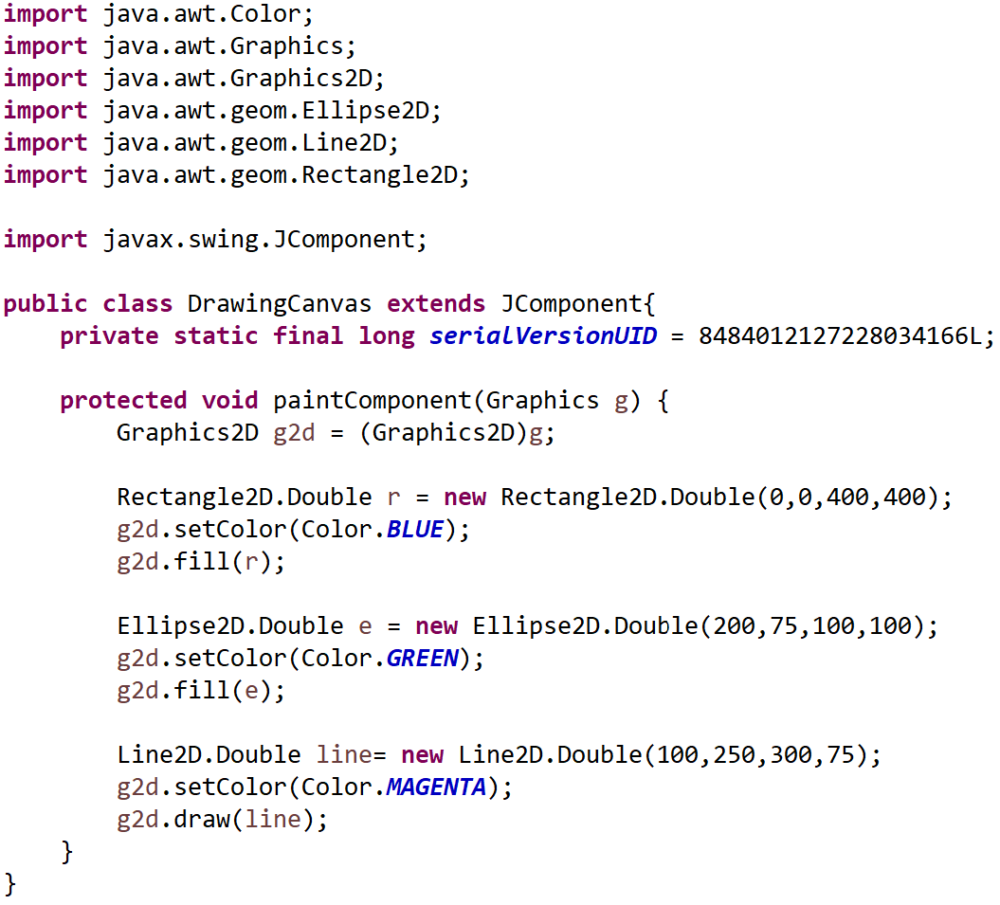 import java.awt.Color;
import java.awt.Graphics;
import java.awt.Graphics2D;
import java.awt.geom.Ellipse2D;
import java.awt.geom.Line2D;
import java.awt.geom.Rectangle2D;

import javax.swing.JComponent;

public class DrawingCanvas extends JComponent{
    private static final long serialVersionUID = 8484012127228034166L;

    protected void paintComponent(Graphics g) {
        Graphics2D g2d = (Graphics2D)g;

        Rectangle2D.Double r = new Rectangle2D.Double(0,0,400,400);
        g2d.setColor(Color.BLUE);
        g2d.fill(r);

        Ellipse2D.Double e = new Ellipse2D.Double(200,75,100,100);
        g2d.setColor(Color.GREEN);
        g2d.fill(e);

        Line2D.Double line= new Line2D.Double(100,250,300,75);
        g2d.setColor(Color.MAGENTA);
        g2d.draw(line);
    }
}